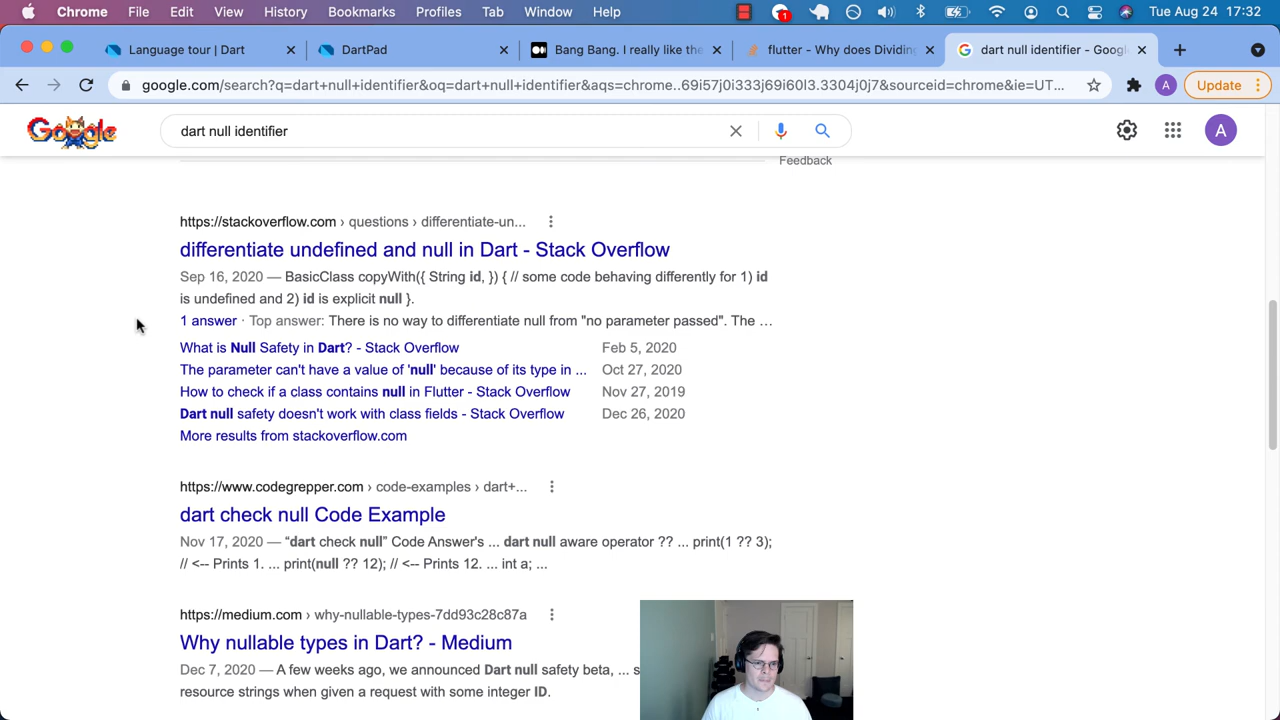 Chrome File Edit View History Bookmarks Profiles Tab Window Help 1 Tue Aug 24 17:32
Language tour | Dart DartPad Bang Bang. I really like the flutter - Why does Dividing dart null identifier - Google
google.com/search?q=dart+null+identifier&oq=dart+null+identifier&aqs=chrome..69i57j0i333j69i60l3.3304j0j7&sourceid=chrome&ie=UT... A Update
Google dart null identifier A
Feedback
https://stackoverflow.com › questions › differentiate-un...
differentiate undefined and null in Dart - Stack Overflow
Sep 16, 2020 — BasicClass copyWith({ String id, }) { // some code behaving differently for 1) id
is undefined and 2) id is explicit null }.
1 answer · Top answer: There is no way to differentiate null from "no parameter passed". The …
What is Null Safety in Dart? - Stack Overflow Feb 5, 2020
The parameter can't have a value of 'null' because of its type in ... Oct 27, 2020
How to check if a class contains null in Flutter - Stack Overflow Nov 27, 2019
Dart null safety doesn't work with class fields - Stack Overflow Dec 26, 2020
More results from stackoverflow.com
https://www.codegrepper.com › code-examples › dart+...
dart check null Code Example
Nov 17, 2020 — “dart check null” Code Answer's ... dart null aware operator ?? ... print(1 ?? 3);
// <-- Prints 1. ... print(null ?? 12); // <-- Prints 12. ... int a; ...
https://medium.com › why-nullable-types-7dd93c28c87a
Why nullable types in Dart? - Medium
Dec 7, 2020 — A few weeks ago, we announced Dart null safety beta, ... s
resource strings when given a request with some integer ID.